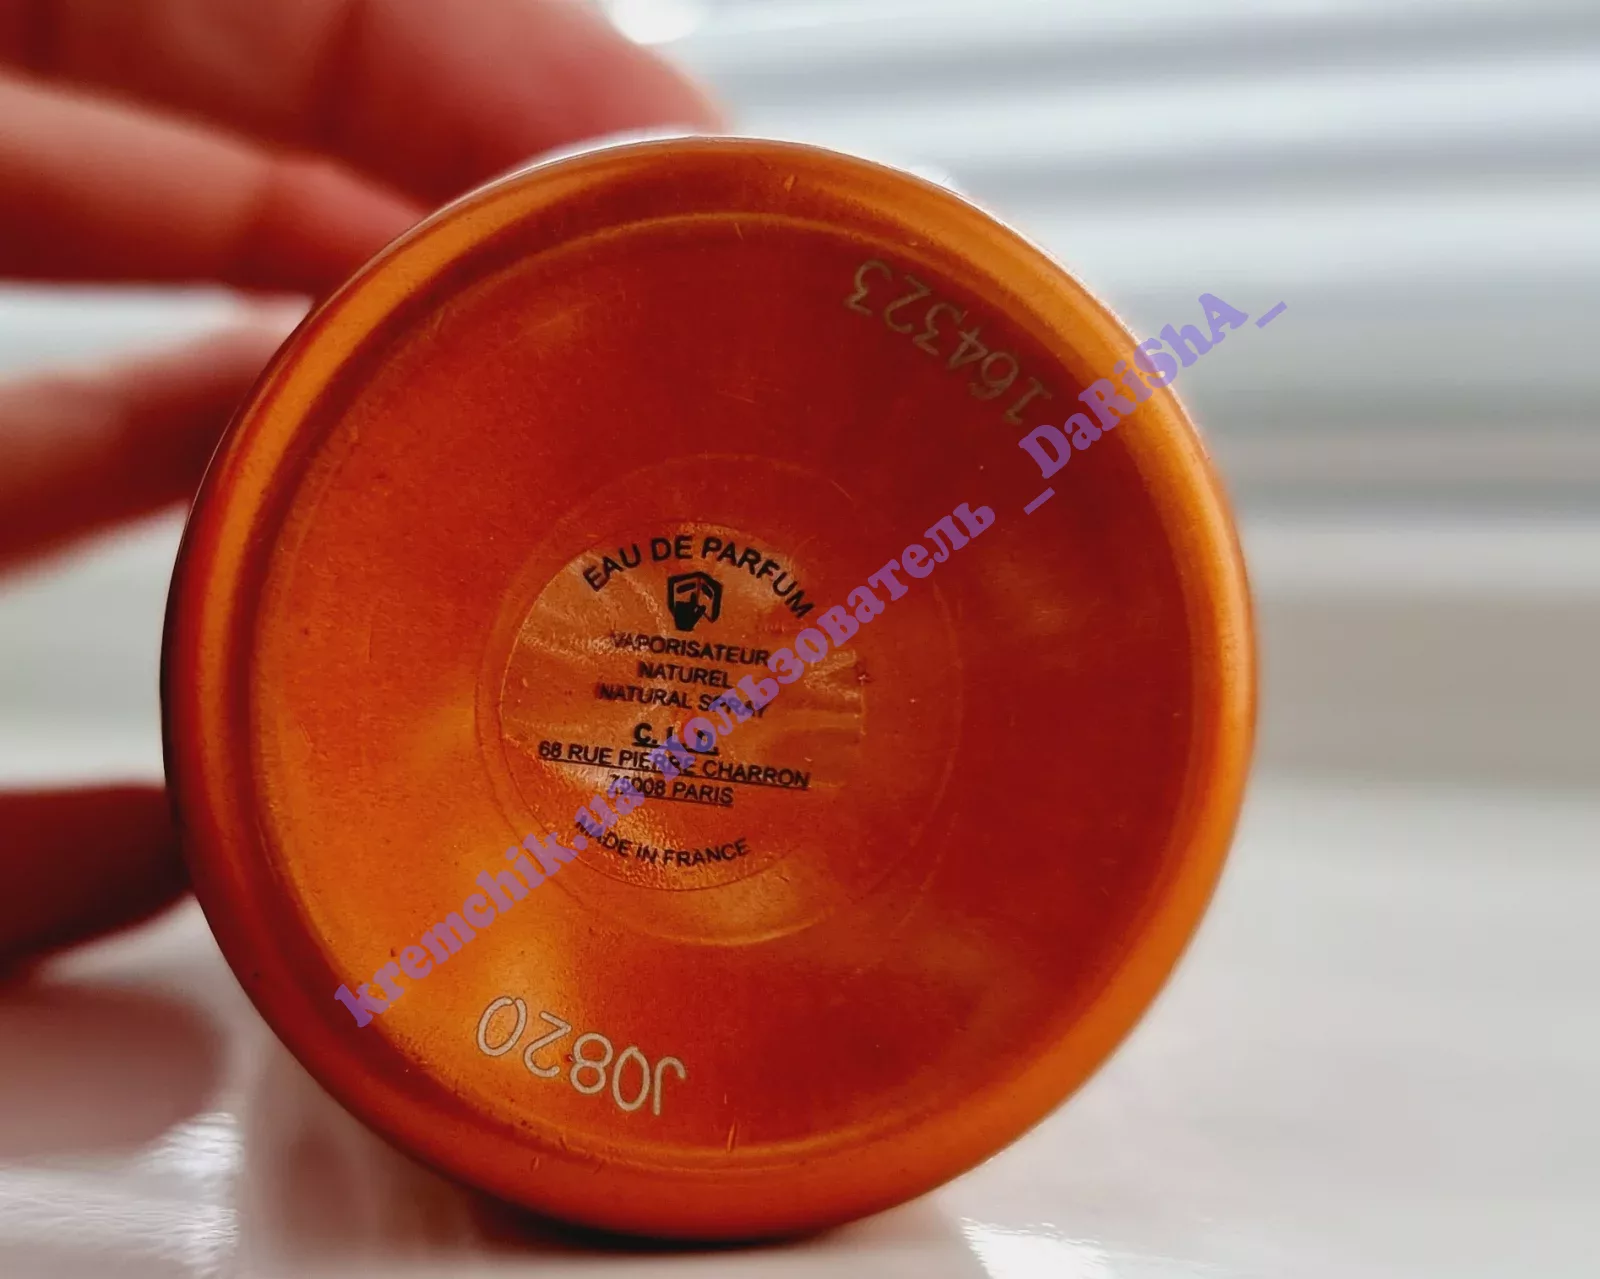 164323
EAU DE PARFUM
VAPORISATEUR
NATUREL
NATURAL SPRAY
68 RUE PIERRE CHARRON
75008 PARIS
MADE IN FRANCE
J0820
kremchik.ua пользователь _DaRiShA_